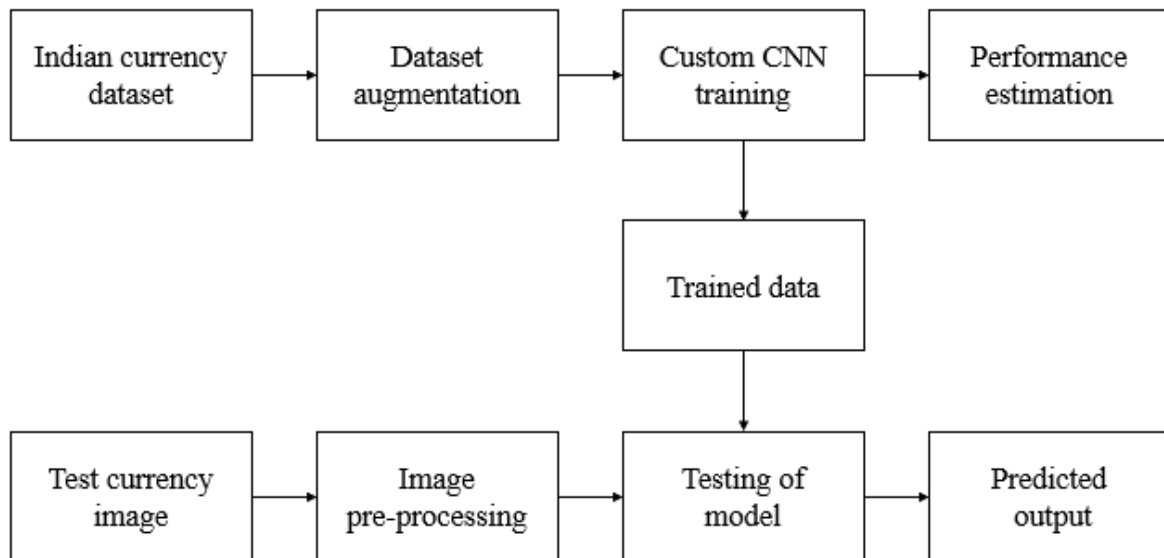 Indian currency
dataset
Dataset
augmentation
Custom CNN
training
Performance
estimation
Trained data
Test currency
image
Image
pre-processing
Testing of
model
Predicted
output